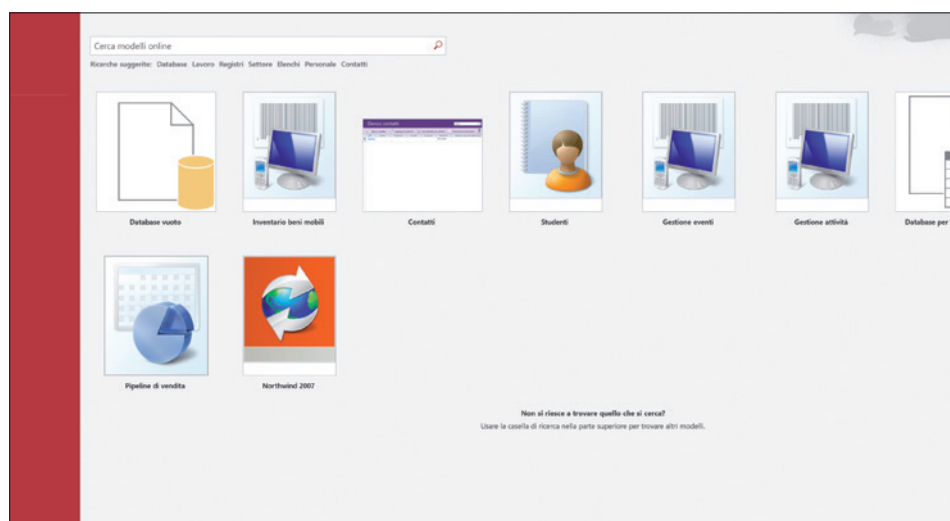 Cerca modelli online
Ricerche suggerite: Database Lavoro Registri Settore Elenchi Personale Contatti
Database vuoto
Inventario beni mobili
Contatti
Studenti
Gestione eventi
Gestione attività
Database per
Pipeline di vendita
Northwind 2007
Non si riesce a trovare quello che si cerca?
Usare la casella di ricerca nella parte superiore per trovare altri modelli.